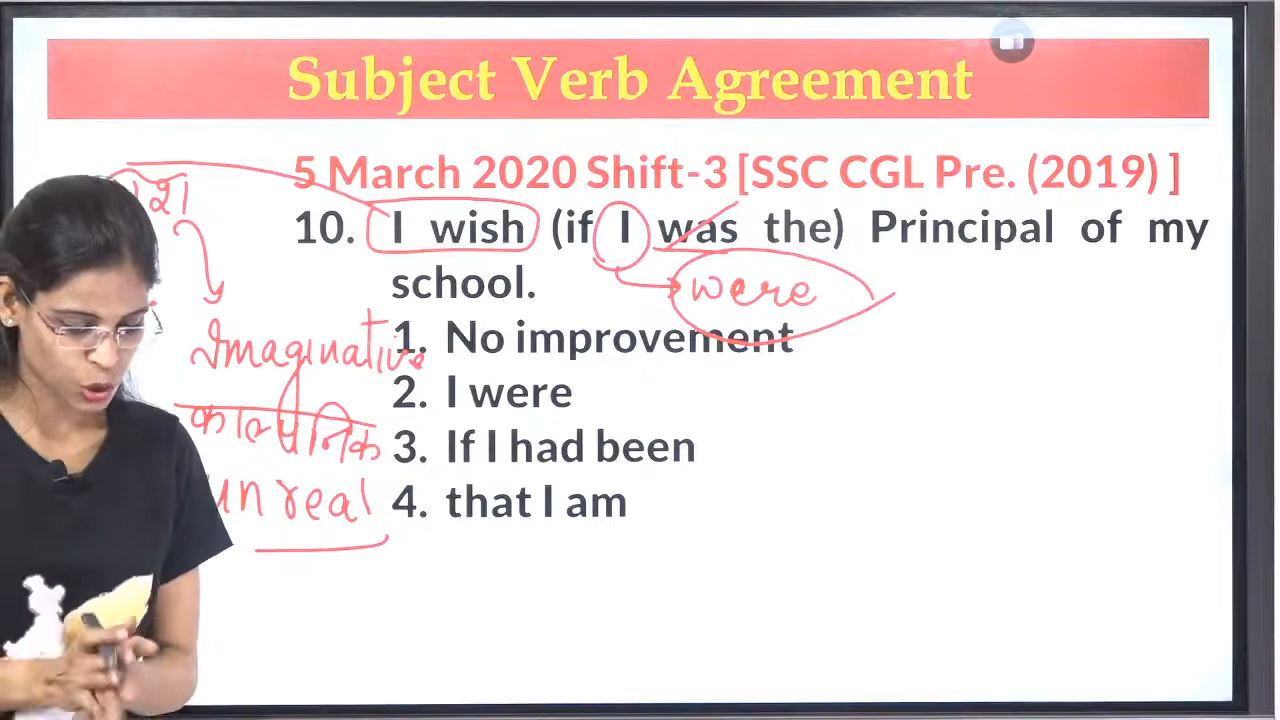 Subject Verb Agreement
5 March 2020 Shift-3 [SSC CGL Pre. (2019) ]
10. I wish (if I was the) Principal of my
school.
were
1. No improvement
2. I were
3. If I had been
4. that I am
Imaginative
काल्पनिक
unreal